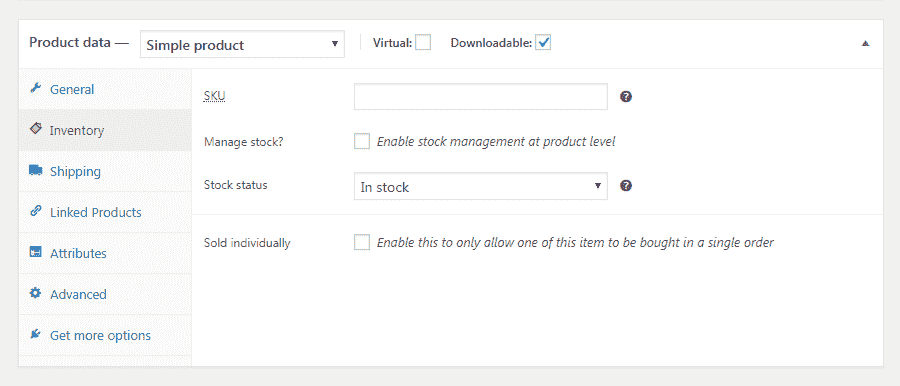 Product data — Simple product Virtual: Downloadable:
General
Inventory
Shipping
Linked Products
Attributes
Advanced
Get more options
SKU
Manage stock? Enable stock management at product level
Stock status In stock
Sold individually Enable this to only allow one of this item to be bought in a single order